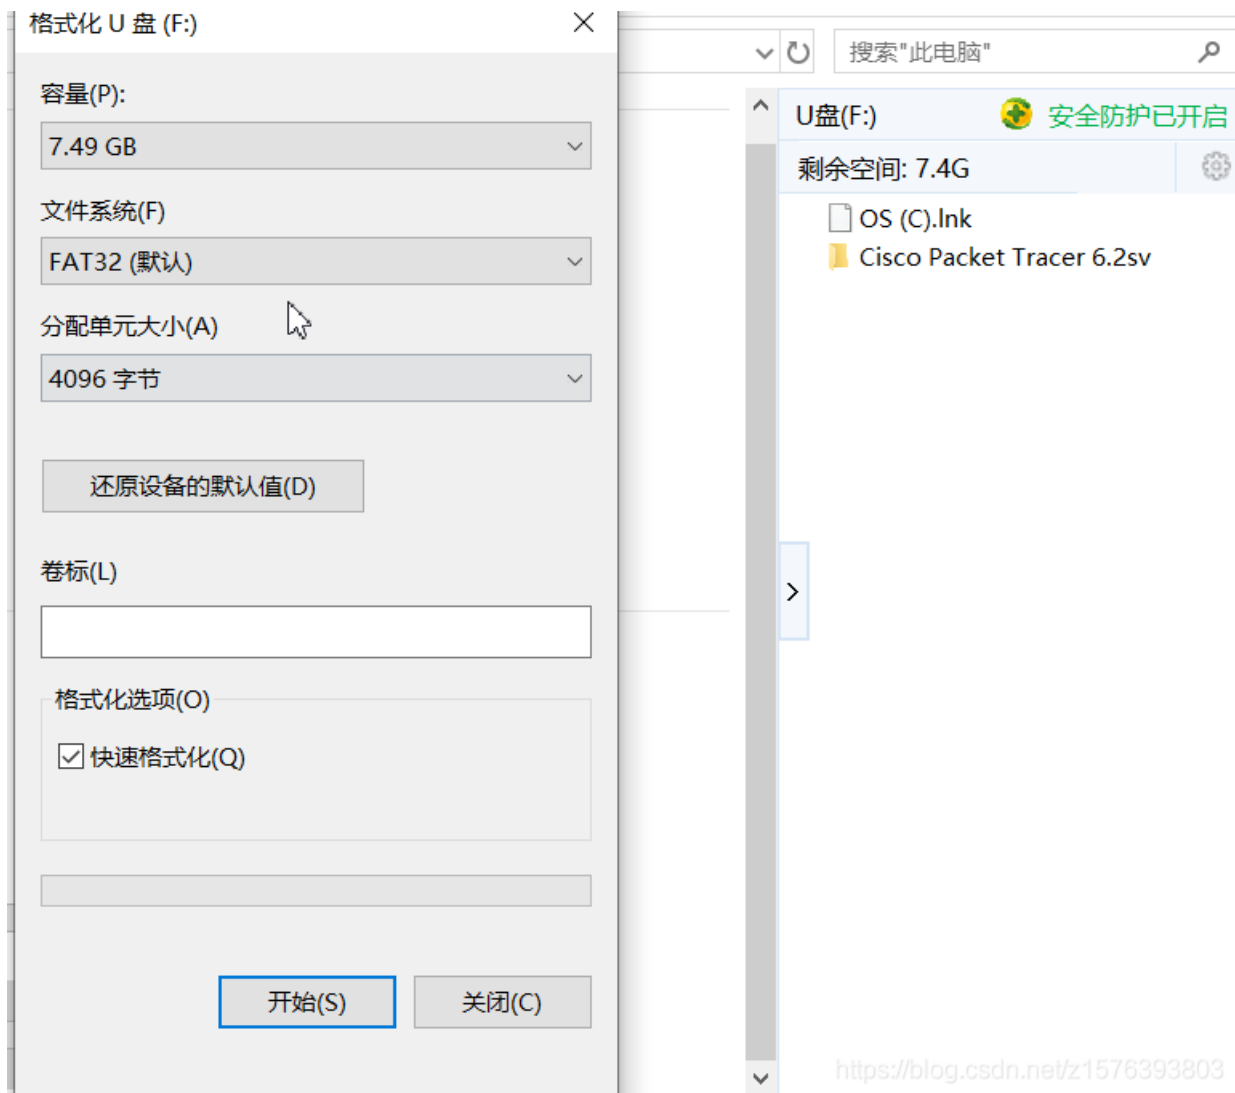 格式化 U 盘 (F:)
容量(P):
7.49 GB
文件系统(F)
FAT32 (默认)
分配单元大小(A)
4096 字节
还原设备的默认值(D)
卷标(L)
格式化选项(O)
快速格式化(Q)
开始(S)
关闭(C)
搜索"此电脑"
U盘(F:)
安全防护已开启
剩余空间: 7.4G
OS (C).lnk
Cisco Packet Tracer 6.2sv
https://blog.csdn.net/z1576393803